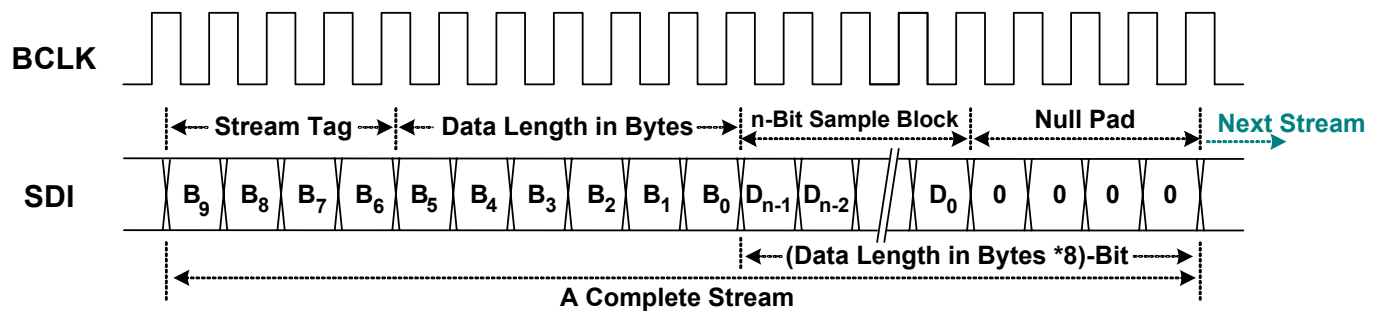 BCLK
Stream Tag Data Length in Bytes n-Bit Sample Block Null Pad Next Stream
SDI B9 B8 B7 B6 B5 B4 B3 B2 B1 B0 Dn-1 Dn-2 D0 0 0 0 0
(Data Length in Bytes *8)-Bit
A Complete Stream